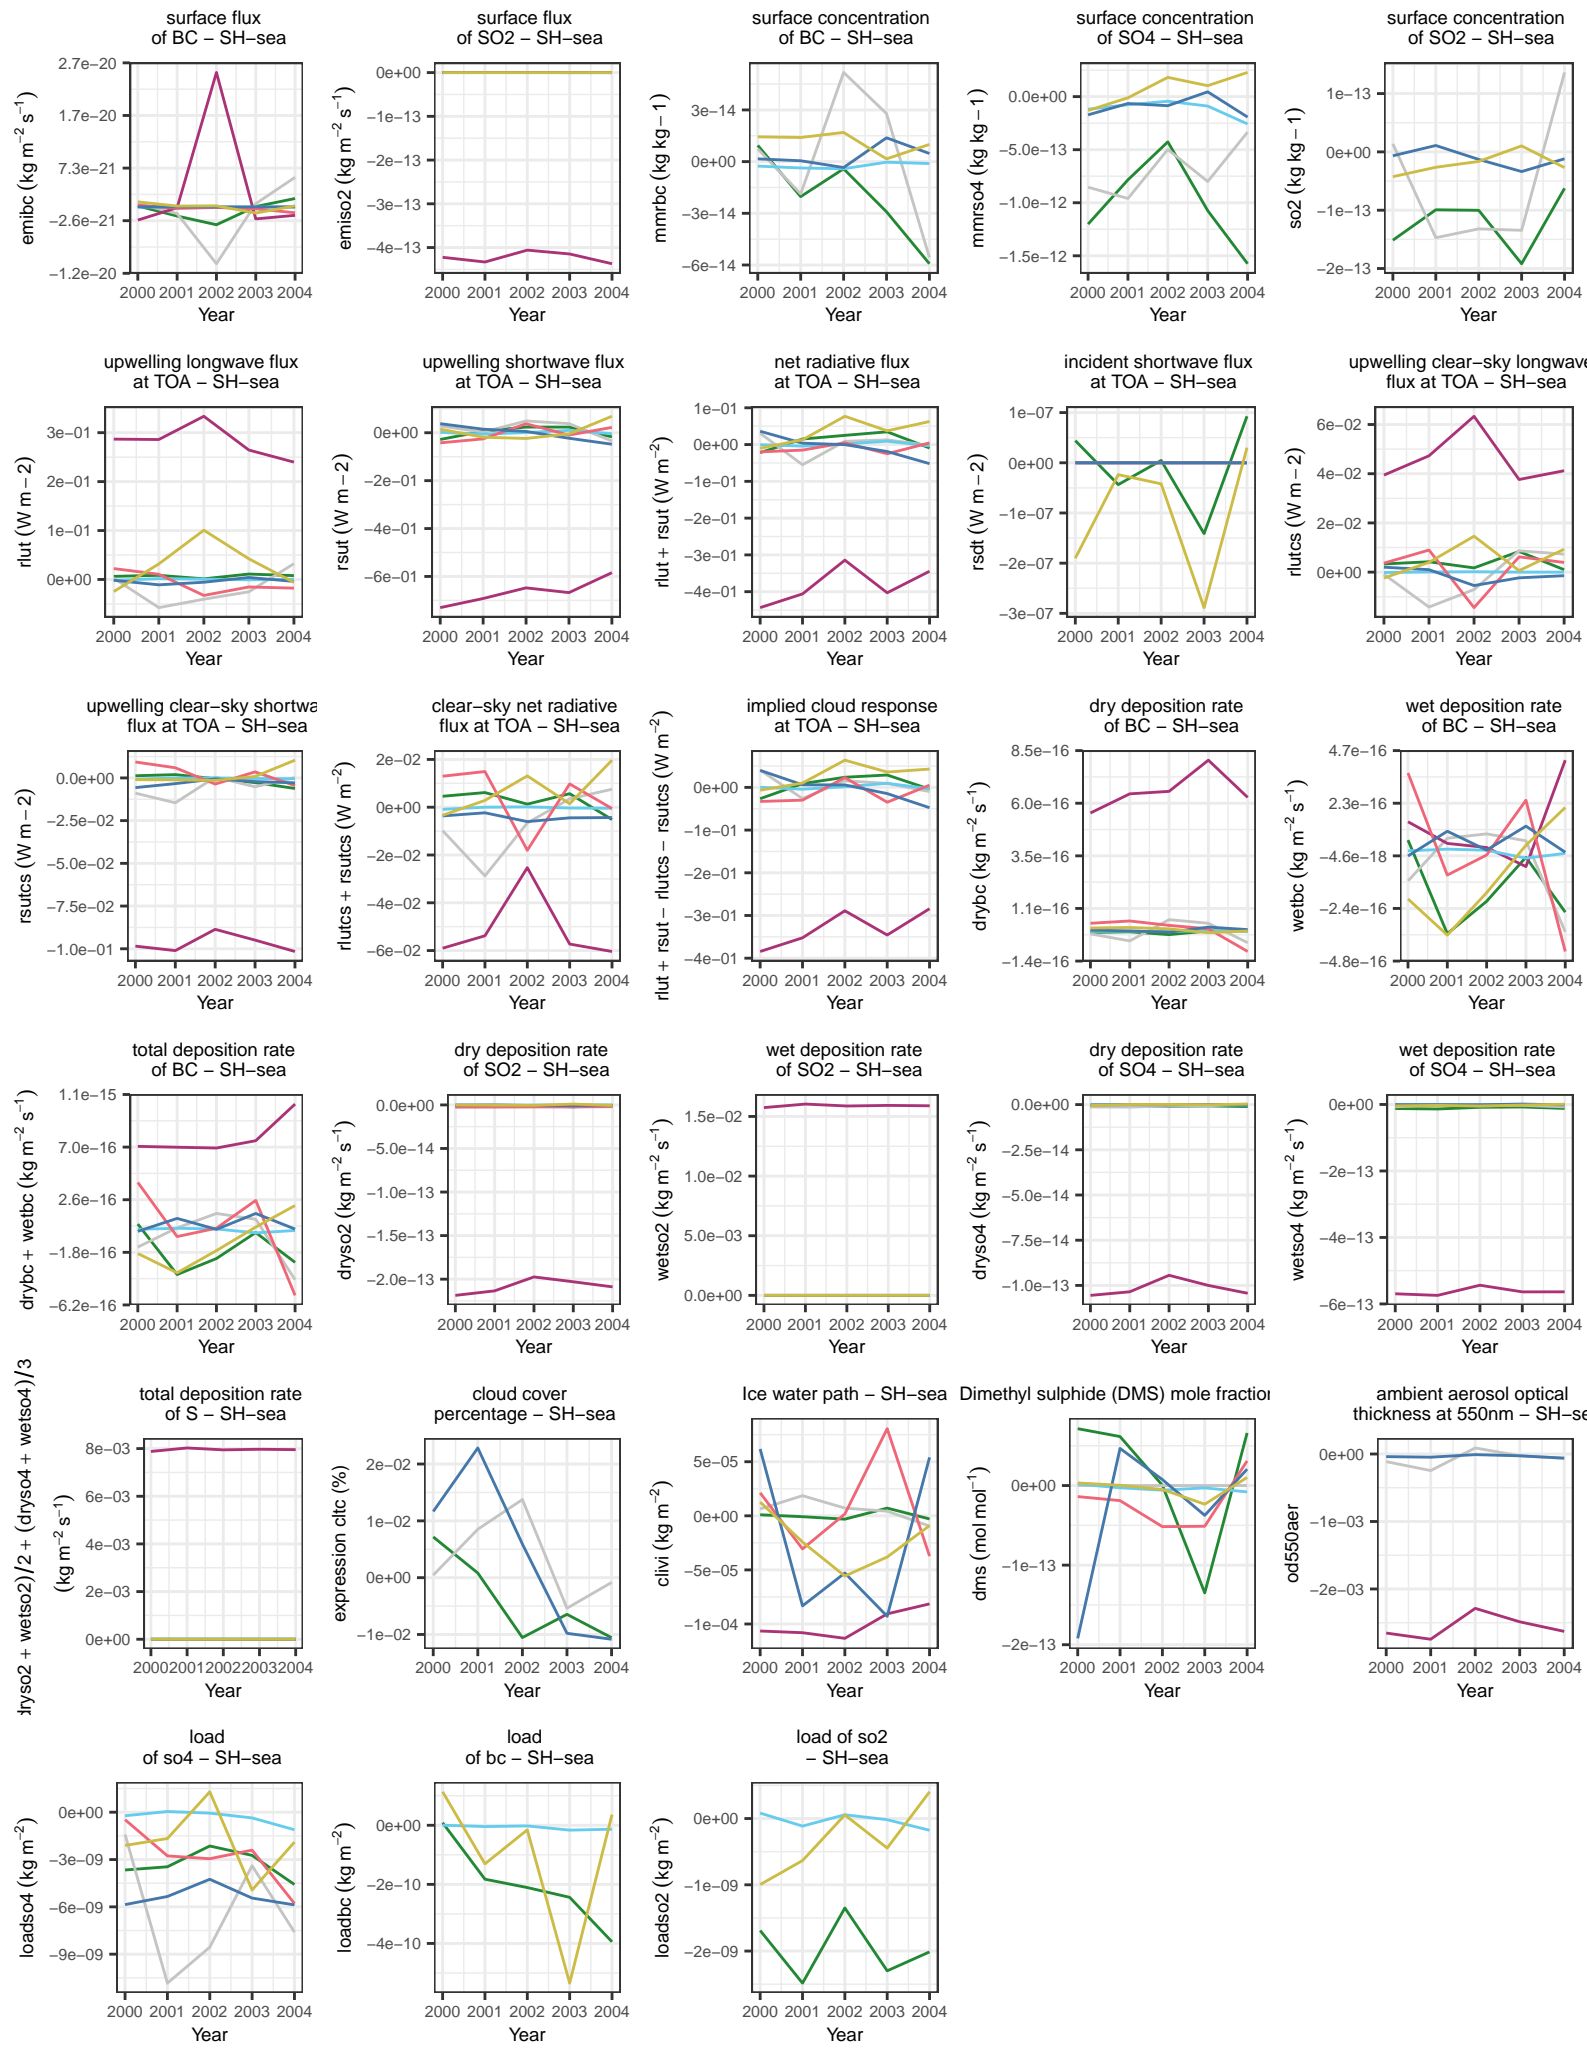 surface flux
of BC − SH−sea
emibc (kg m−2 s−1)
2.7e−20
1.7e−20
7.3e−21
−2.6e−21
−1.2e−20
2000 2001 2002 2003 2004
Year
surface flux
of SO2 − SH−sea
emiso2 (kg m−2 s−1)
0e+00
−1e−13
−2e−13
−3e−13
−4e−13
2000 2001 2002 2003 2004
Year
surface concentration
of BC − SH−sea
mmrbc (kg kg − 1)
3e−14
0e+00
−3e−14
−6e−14
2000 2001 2002 2003 2004
Year
surface concentration
of SO4 − SH−sea
mmrso4 (kg kg − 1)
0.0e+00
−5.0e−13
−1.0e−12
−1.5e−12
2000 2001 2002 2003 2004
Year
surface concentration
of SO2 − SH−sea
so2 (kg kg − 1)
1e−13
0e+00
−1e−13
−2e−13
2000 2001 2002 2003 2004
Year
upwelling longwave flux
at TOA − SH−sea
rlut (W m − 2)
3e−01
2e−01
1e−01
0e+00
2000 2001 2002 2003 2004
Year
upwelling shortwave flux
at TOA − SH−sea
rsut (W m − 2)
0e+00
−2e−01
−4e−01
−6e−01
2000 2001 2002 2003 2004
Year
net radiative flux
at TOA − SH−sea
rlut + rsut (W m−2)
1e−01
0e+00
−1e−01
−2e−01
−3e−01
−4e−01
2000 2001 2002 2003 2004
Year
incident shortwave flux
at TOA − SH−sea
rsdt (W m − 2)
1e−07
0e+00
−1e−07
−2e−07
−3e−07
2000 2001 2002 2003 2004
Year
upwelling clear−sky longwave
flux at TOA − SH−sea
rlutcs (W m − 2)
6e−02
4e−02
2e−02
0e+00
2000 2001 2002 2003 2004
Year
upwelling clear−sky shortwa
flux at TOA − SH−sea
rsutcs (W m − 2)
0.0e+00
−2.5e−02
−5.0e−02
−7.5e−02
−1.0e−01
2000 2001 2002 2003 2004
Year
clear−sky net radiative
flux at TOA − SH−sea
rlutcs + rsutcs (W m−2)
2e−02
0e+00
−2e−02
−4e−02
−6e−02
2000 2001 2002 2003 2004
Year
implied cloud response
at TOA − SH−sea
rlut + rsut − rlutcs − rsutcs (W m−2)
0e+00
−1e−01
−2e−01
−3e−01
−4e−01
2000 2001 2002 2003 2004
Year
dry deposition rate
of BC − SH−sea
drybc (kg m−2 s−1)
8.5e−16
6.0e−16
3.5e−16
1.1e−16
−1.4e−16
2000 2001 2002 2003 2004
Year
wet deposition rate
of BC − SH−sea
wetbc (kg m−2 s−1)
4.7e−16
2.3e−16
−4.6e−18
−2.4e−16
−4.8e−16
2000 2001 2002 2003 2004
Year
total deposition rate
of BC − SH−sea
drybc + wetbc (kg m−2 s−1)
1.1e−15
7.0e−16
2.6e−16
−1.8e−16
−6.2e−16
2000 2001 2002 2003 2004
Year
dry deposition rate
of SO2 − SH−sea
dryso2 (kg m−2 s−1)
0.0e+00
−5.0e−14
−1.0e−13
−1.5e−13
−2.0e−13
2000 2001 2002 2003 2004
Year
wet deposition rate
of SO2 − SH−sea
wetso2 (kg m−2 s−1)
1.5e−02
1.0e−02
5.0e−03
0.0e+00
2000 2001 2002 2003 2004
Year
dry deposition rate
of SO4 − SH−sea
dryso4 (kg m−2 s−1)
0.0e+00
−2.5e−14
−5.0e−14
−7.5e−14
−1.0e−13
2000 2001 2002 2003 2004
Year
wet deposition rate
of SO4 − SH−sea
wetso4 (kg m−2 s−1)
0e+00
−2e−13
−4e−13
−6e−13
2000 2001 2002 2003 2004
Year
total deposition rate
of S − SH−sea
dryso2 + wetso2)/2 + (dryso4 + wetso4)/3
(kg m−2 s−1)
8e−03
6e−03
4e−03
2e−03
0e+00
2000 2001 2002 2003 2004
Year
cloud cover
percentage − SH−sea
expression cltc (%)
2e−02
1e−02
0e+00
−1e−02
2000 2001 2002 2003 2004
Year
Ice water path − SH−sea
clivi (kg m−2)
5e−05
0e+00
−5e−05
−1e−04
2000 2001 2002 2003 2004
Year
Dimethyl sulphide (DMS) mole fraction
dms (mol mol−1)
0e+00
−1e−13
−2e−13
2000 2001 2002 2003 2004
Year
ambient aerosol optical
thickness at 550nm − SH−se
od550aer
0e+00
−1e−03
−2e−03
2000 2001 2002 2003 2004
Year
load
of so4 − SH−sea
loadso4 (kg m−2)
0e+00
−3e−09
−6e−09
−9e−09
2000 2001 2002 2003 2004
Year
load
of bc − SH−sea
loadbc (kg m−2)
0e+00
−2e−10
−4e−10
2000 2001 2002 2003 2004
Year
load of so2
− SH−sea
loadso2 (kg m−2)
0e+00
−1e−09
−2e−09
2000 2001 2002 2003 2004
Year